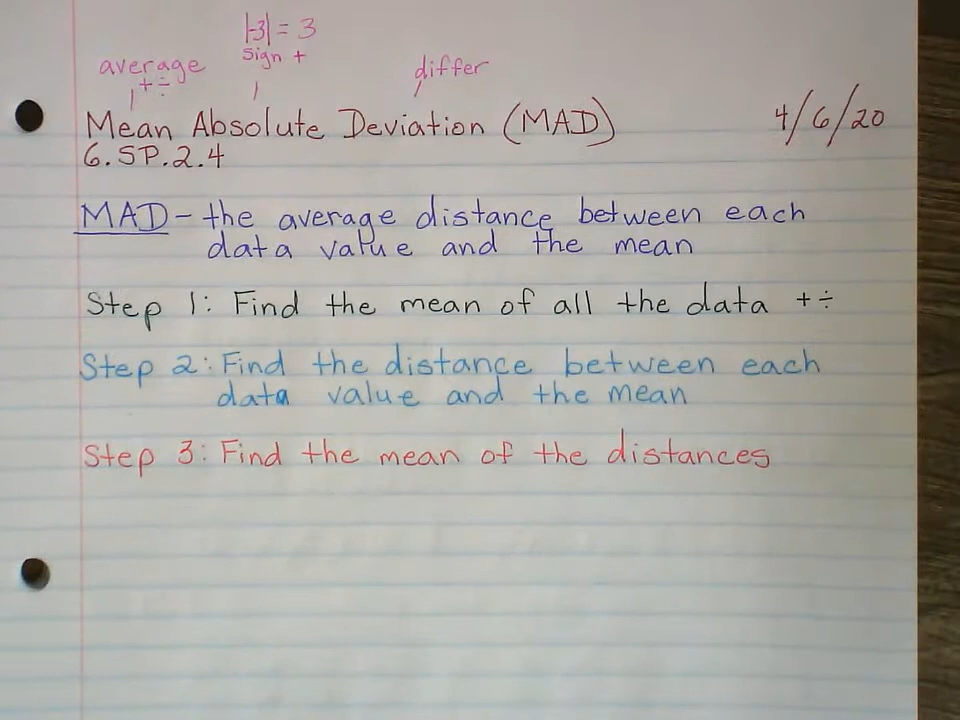 |-3| = 3
sign +
average
+ ÷
differ
Mean Absolute Deviation (MAD) 4/6/20
6.SP.2.4
MAD - the average distance between each
data value and the mean
Step 1: Find the mean of all the data + ÷
Step 2: Find the distance between each
data value and the mean
Step 3: Find the mean of the distances